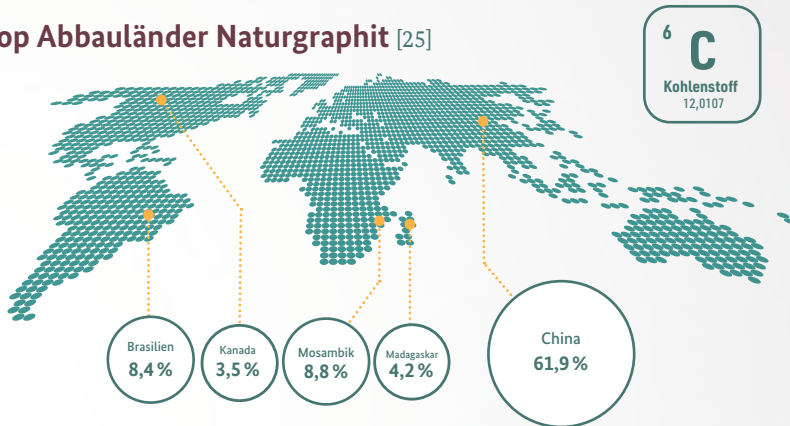 op Abbauländer Naturgraphit [25]
6
C
Kohlenstoff
12,0107
Brasilien
8,4 %
Kanada
3,5 %
Mosambik
8,8 %
Madagaskar
4,2 %
China
61,9 %